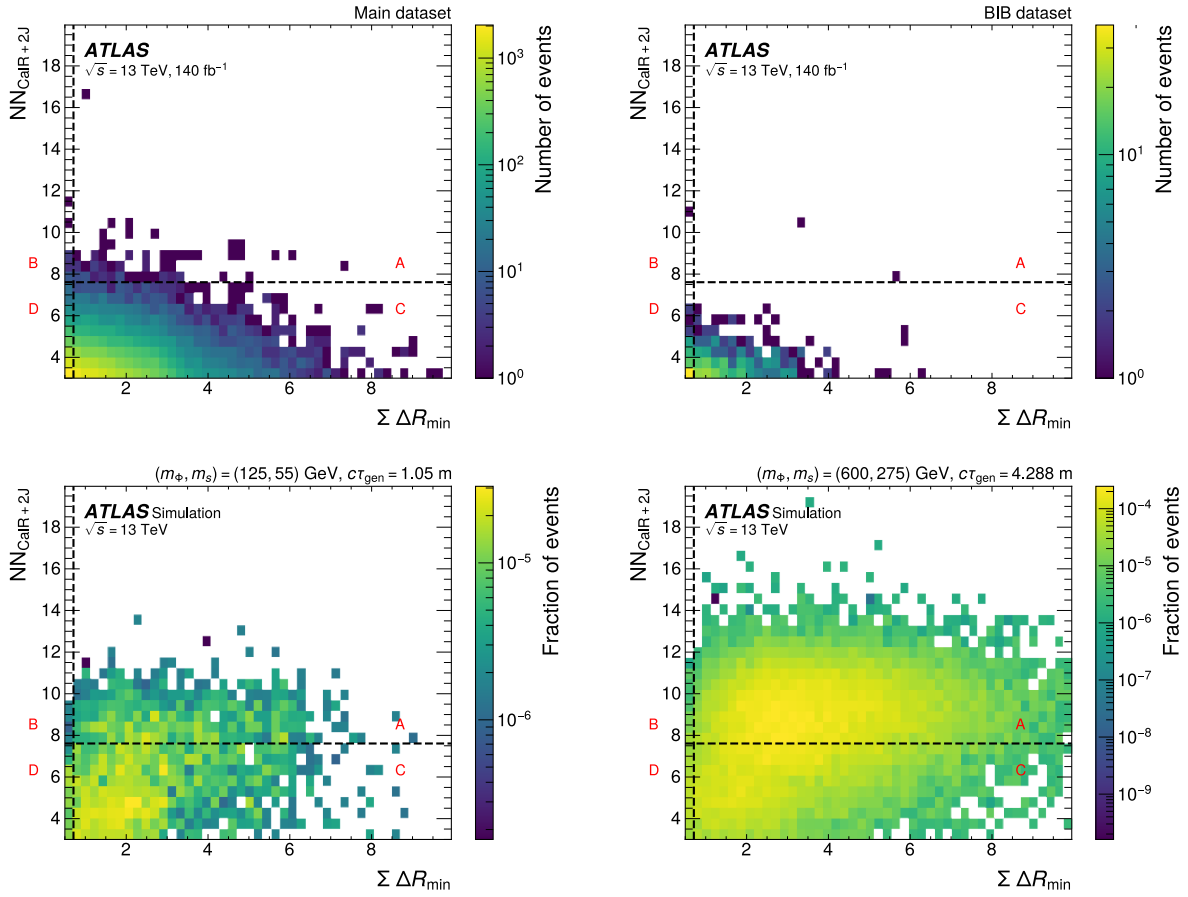 Main dataset
NN_CalR + 2J
ATLAS
√s = 13 TeV, 140 fb⁻¹
18
16
14
12
10
8
6
4
B
A
D
C
2 4 6 8
Σ ΔR_min
10³
10²
10¹
10⁰
Number of events
BIB dataset
NN_CalR + 2J
ATLAS
√s = 13 TeV, 140 fb⁻¹
18
16
14
12
10
8
6
4
B
A
D
C
2 4 6 8
Σ ΔR_min
10¹
10⁰
Number of events
(m_Φ, m_s) = (125, 55) GeV, cτ_gen = 1.05 m
NN_CalR + 2J
ATLAS Simulation
√s = 13 TeV
18
16
14
12
10
8
6
4
B
A
D
C
2 4 6 8
Σ ΔR_min
10⁻⁵
10⁻⁶
Fraction of events
(m_Φ, m_s) = (600, 275) GeV, cτ_gen = 4.288 m
NN_CalR + 2J
ATLAS Simulation
√s = 13 TeV
18
16
14
12
10
8
6
4
B
A
D
C
2 4 6 8
Σ ΔR_min
10⁻⁴
10⁻⁵
10⁻⁶
10⁻⁷
10⁻⁸
10⁻⁹
Fraction of events